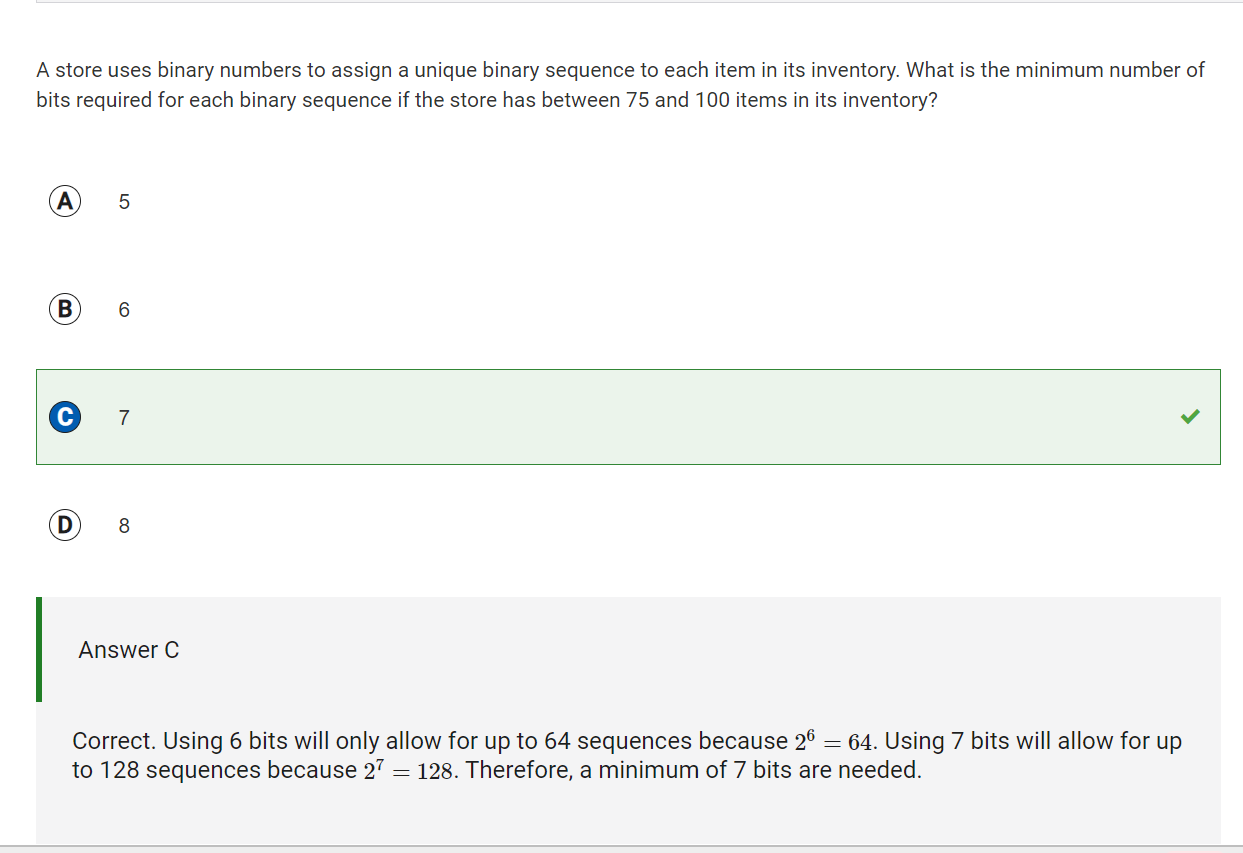 A store uses binary numbers to assign a unique binary sequence to each item in its inventory. What is the minimum number of
bits required for each binary sequence if the store has between 75 and 100 items in its inventory?
A 5
B 6
C 7
D 8
Answer C
Correct. Using 6 bits will only allow for up to 64 sequences because 2⁶ = 64. Using 7 bits will allow for up
to 128 sequences because 2⁷ = 128. Therefore, a minimum of 7 bits are needed.